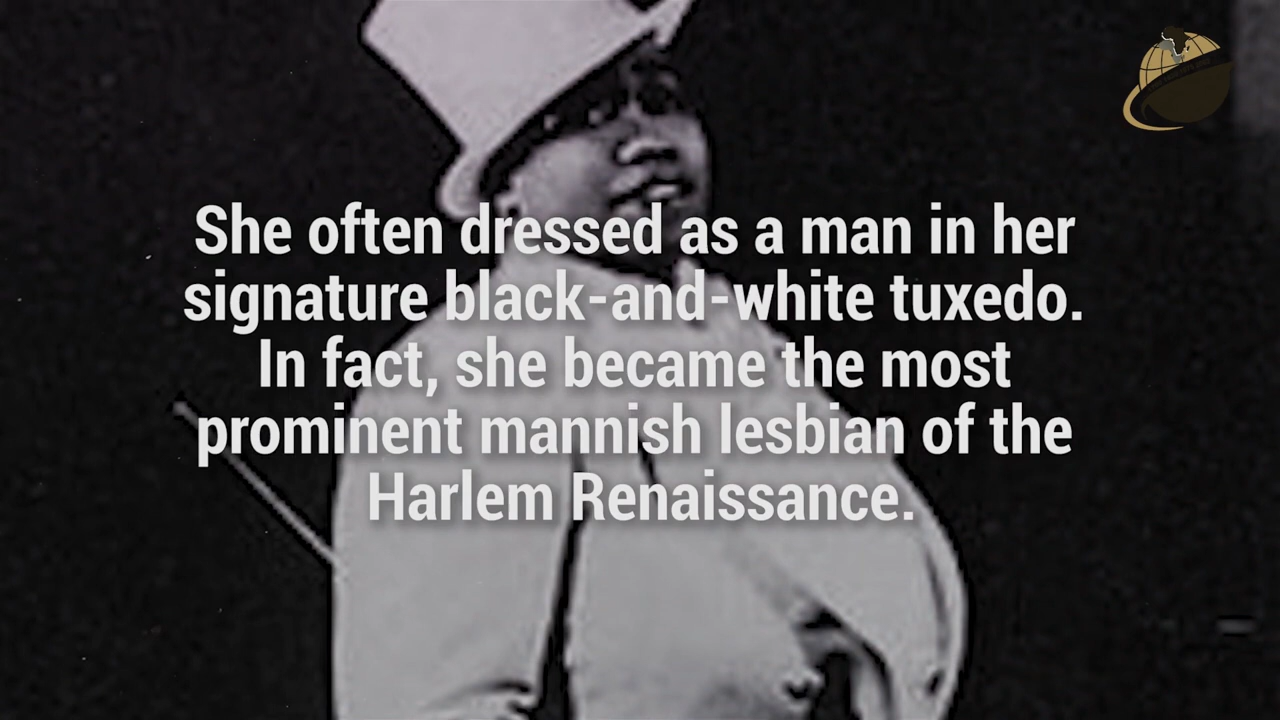 She often dressed as a man in her
signature black-and-white tuxedo.
In fact, she became the most
prominent mannish lesbian of the
Harlem Renaissance.